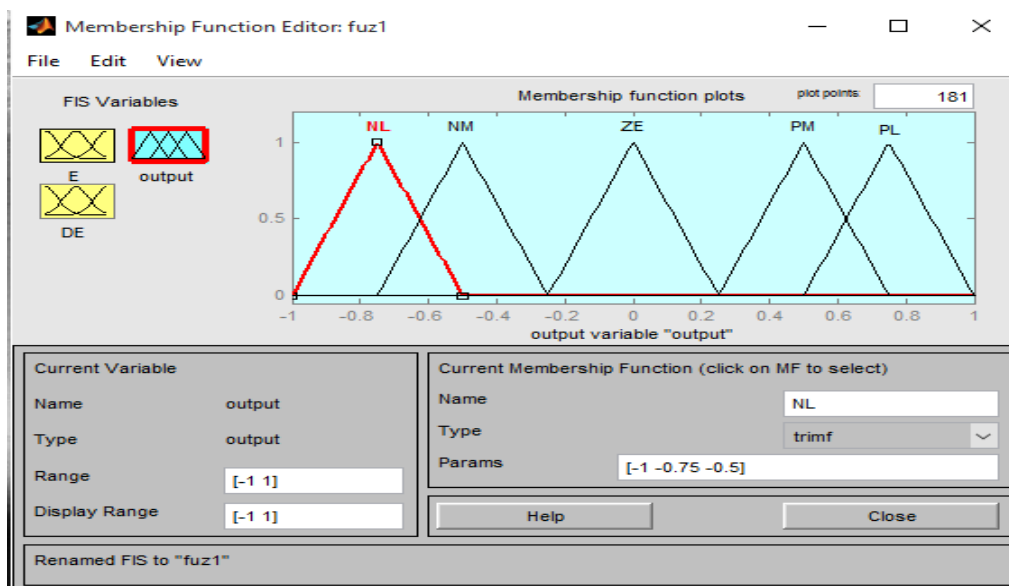 Membership Function Editor: fuz1
File Edit View
FIS Variables
E
output
DE
Membership function plots
plot points:
181
NL NM ZE PM PL
1
0.5
0
-1 -0.8 -0.6 -0.4 -0.2 0 0.2 0.4 0.6 0.8 1
output variable "output"
Current Variable
Name output
Type output
Range [-1 1]
Display Range [-1 1]
Current Membership Function (click on MF to select)
Name NL
Type trimf
Params [-1 -0.75 -0.5]
Help Close
Renamed FIS to "fuz1"